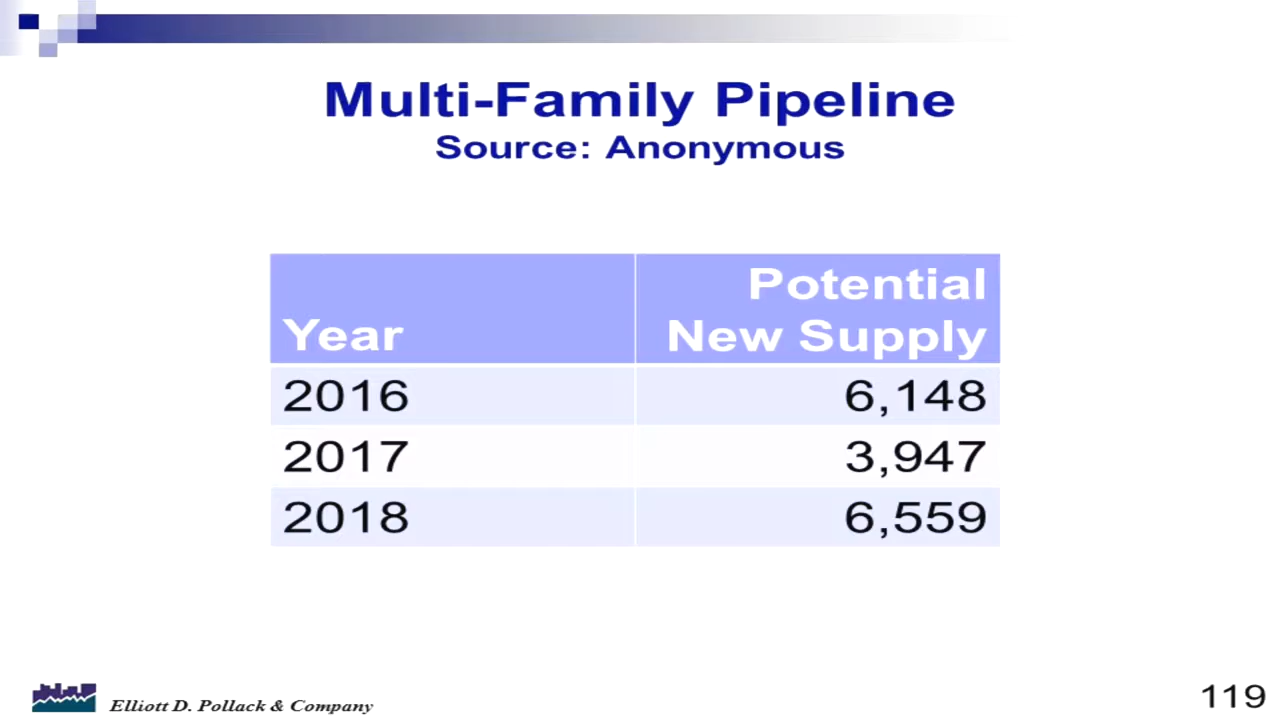 Multi-Family Pipeline
Source: Anonymous
Potential
Year New Supply
2016 6,148
2017 3,947
2018 6,559
Elliott D. Pollack & Company
119